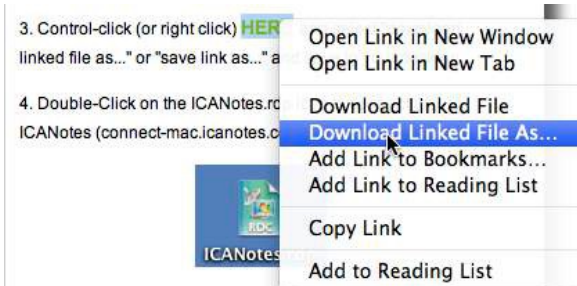 3. Control-click (or right click) HERE
linked file as..." or "save link as..." and
4. Double-Click on the ICANotes.rdp
ICANotes (connect-mac.icanotes.c
RDC
ICANotes
Open Link in New Window
Open Link in New Tab
Download Linked File
Download Linked File As...
Add Link to Bookmarks...
Add Link to Reading List
Copy Link
Add to Reading List